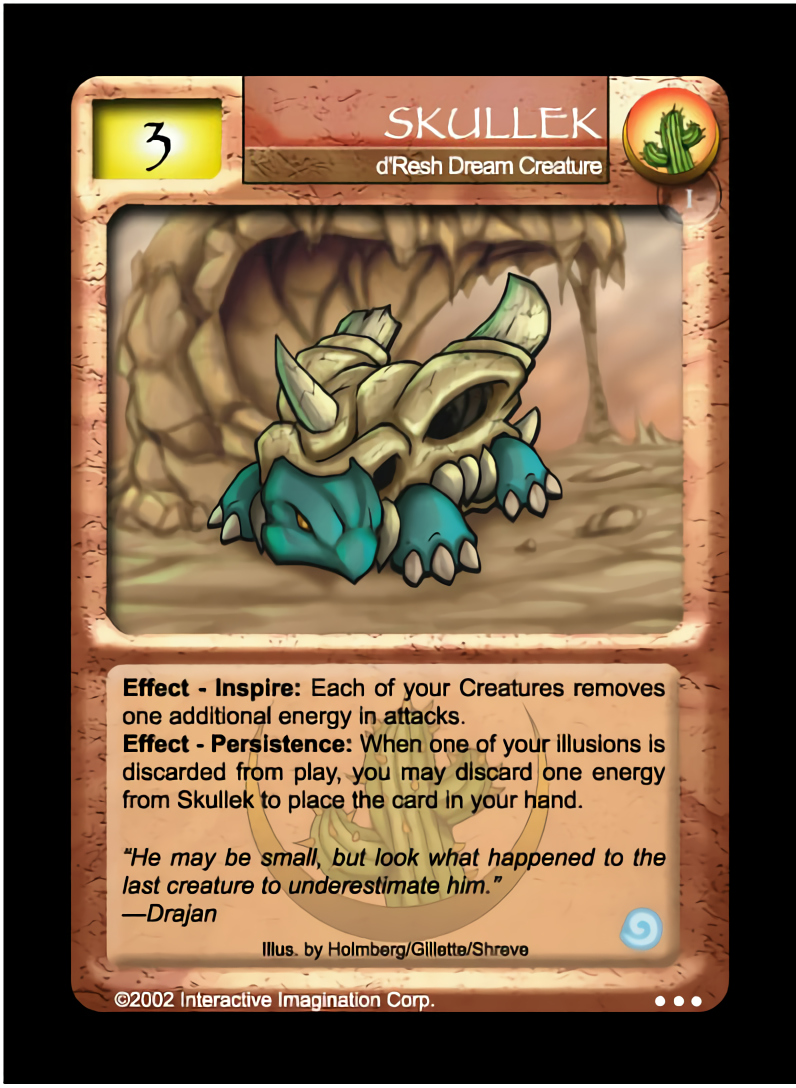 3
SKULLEK
d'Resh Dream Creature
I
Effect - Inspire: Each of your Creatures removes
one additional energy in attacks.
Effect - Persistence: When one of your illusions is
discarded from play, you may discard one energy
from Skullek to place the card in your hand.
"He may be small, but look what happened to the
last creature to underestimate him."
—Drajan
Illus. by Holmberg/Gillette/Shreve
©2002 Interactive Imagination Corp.